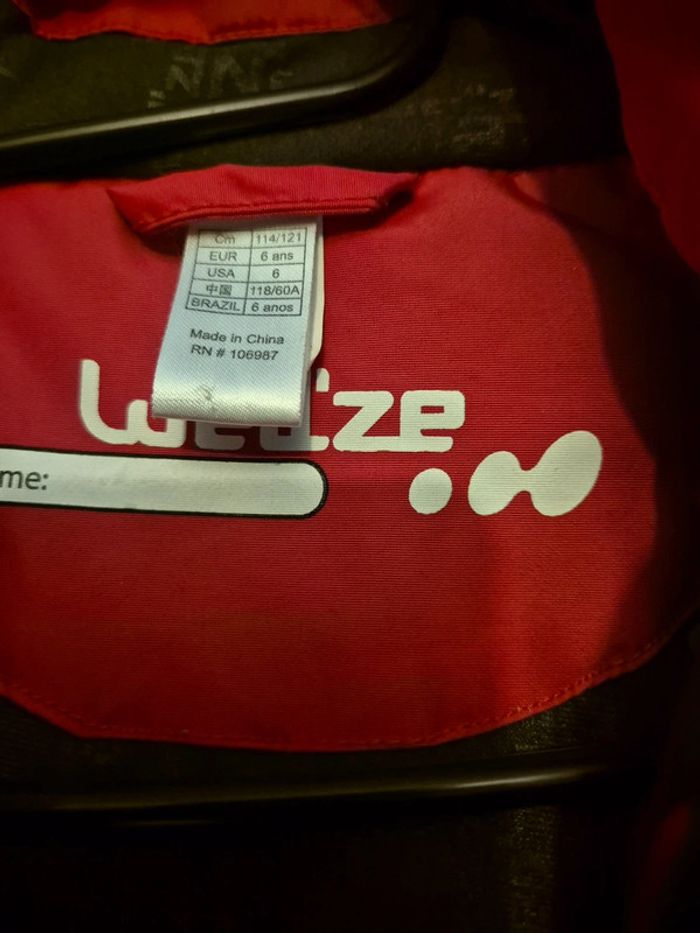 Cm 114/121
EUR 6 ans
USA 6
中国 118/60A
BRAZIL 6 anos
Made in China
RN # 106987
me: